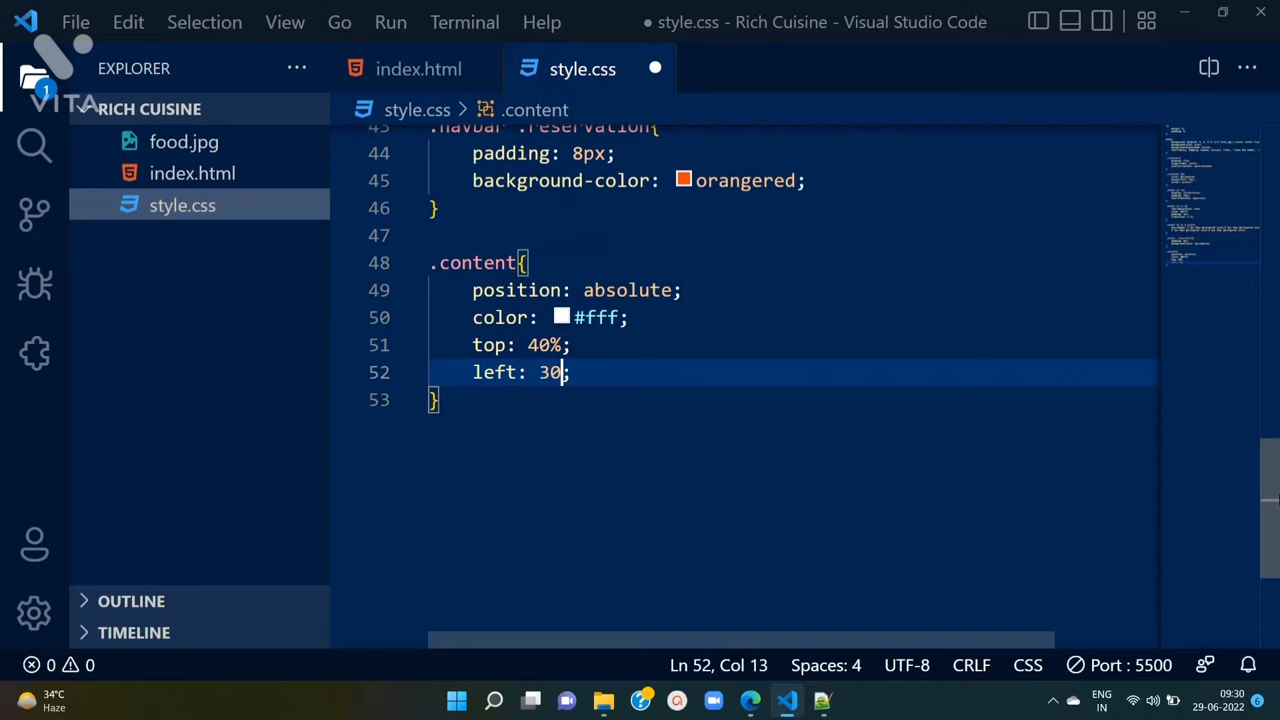 File Edit Selection View Go Run Terminal Help ● style.css - Rich Cuisine - Visual Studio Code
VITA
EXPLORER
RICH CUISINE
food.jpg
index.html
style.css
OUTLINE
TIMELINE
index.html
style.css
style.css > .content
43 .navbar .reservation{
44 padding: 8px;
45 background-color: orangered;
46 }
47
48 .content{
49 position: absolute;
50 color: #fff;
51 top: 40%;
52 left: 30;
53 }
1
0 0 Ln 52, Col 13 Spaces: 4 UTF-8 CRLF CSS Port : 5500
34°C
Haze
ENG
IN
09:30
29-06-2022
6